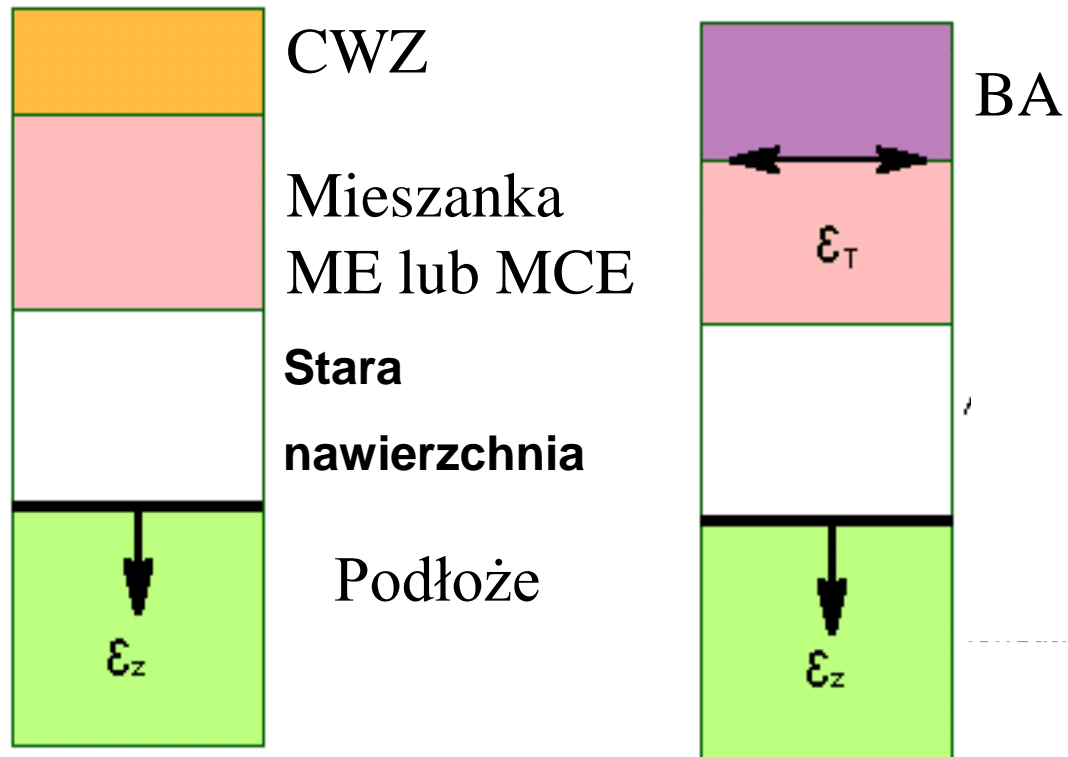 CWZ
BA
Mieszanka
ME lub MCE
εT
Stara
nawierzchnia
Podłoże
εz
εz